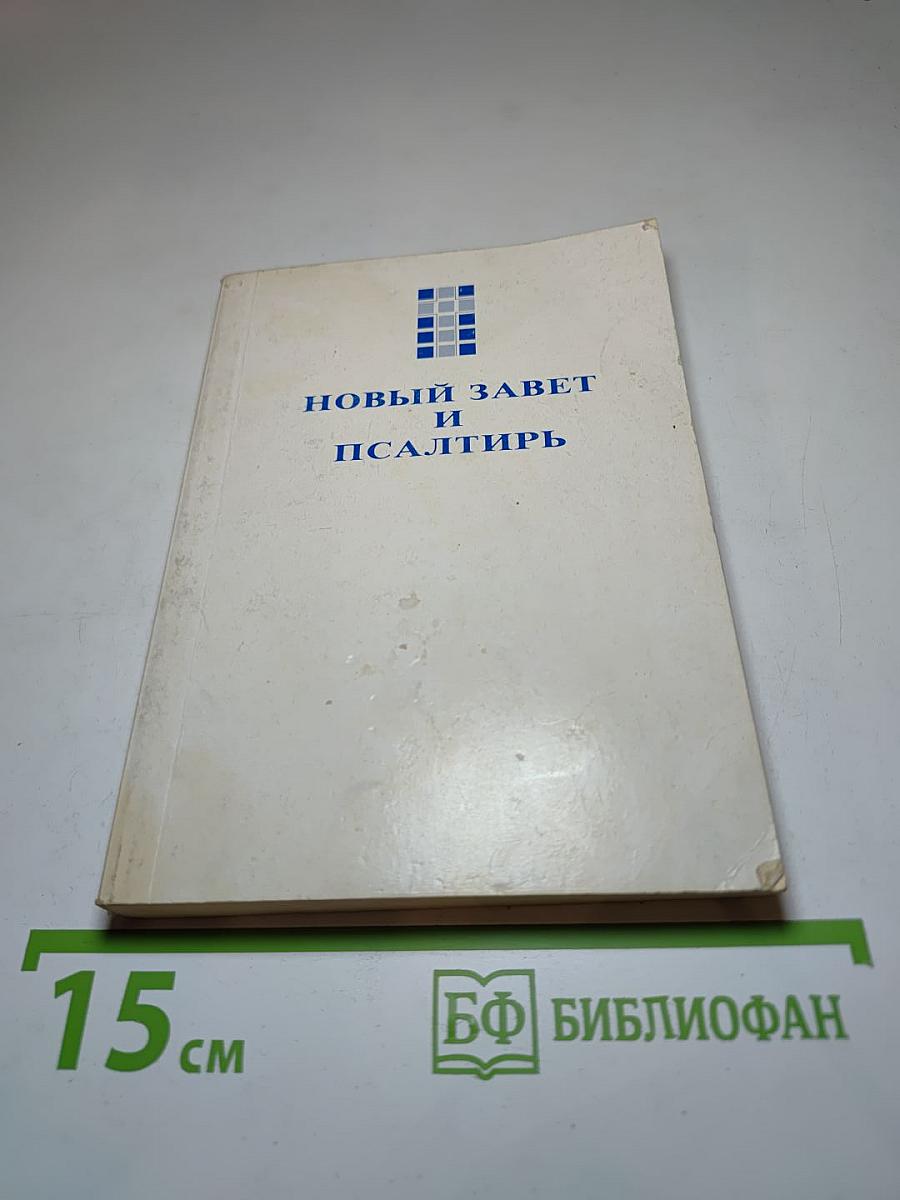 НОВЫЙ ЗАВЕТ
И
ПСАЛТИРЬ
15 см
БФ БИБЛИОФАН